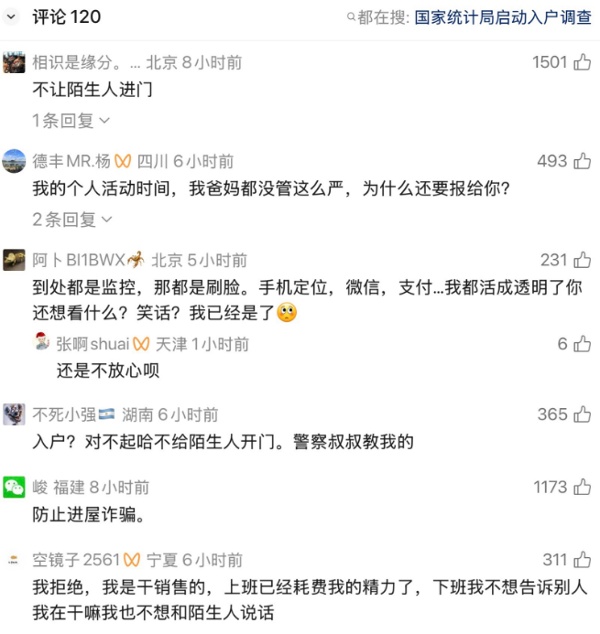 评论 120
都在搜: 国家统计局启动入户调查
相识是缘分。... 北京 8小时前
1501
不让陌生人进门
1条回复
德丰MR.杨 四川 6小时前
493
我的个人活动时间，我爸妈都没管这么严，为什么还要报给你？
2条回复
阿卜BI1BWX 北京 5小时前
231
到处都是监控，那都是刷脸。手机定位，微信，支付...我都活成透明了你
还想看什么？笑话？我已经是了🥺
张啊shuai 天津 1小时前
6
还是不放心呗
不死小强🇦🇷 湖南 6小时前
365
入户？对不起哈不给陌生人开门。警察叔叔教我的
峻 福建 8小时前
1173
防止进屋诈骗。
空镜子2561 宁夏 6小时前
311
我拒绝，我是干销售的，上班已经耗费我的精力了，下班我不想告诉别人
我在干嘛我也不想和陌生人说话